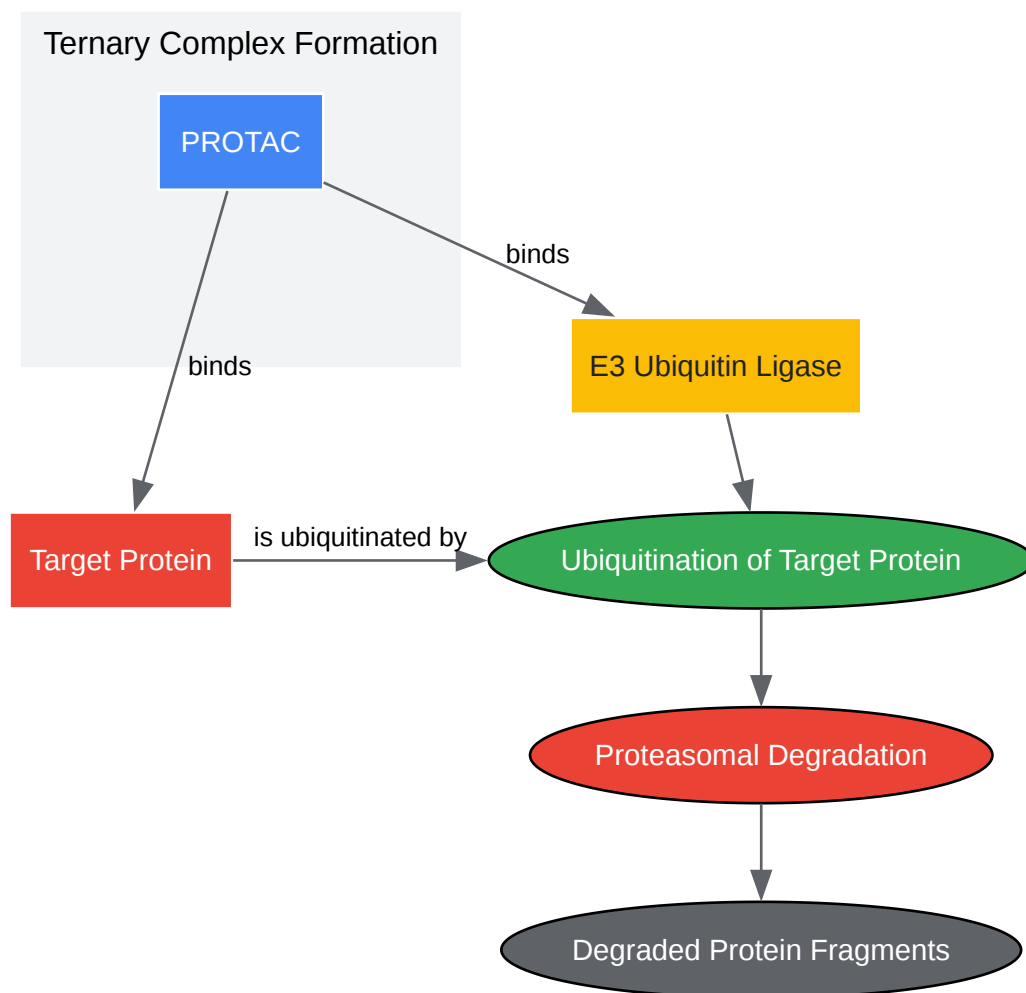 Ternary Complex Formation
PROTAC
binds
E3 Ubiquitin Ligase
binds
Target Protein
is ubiquitinated by
Ubiquitination of Target Protein
Proteasomal Degradation
Degraded Protein Fragments